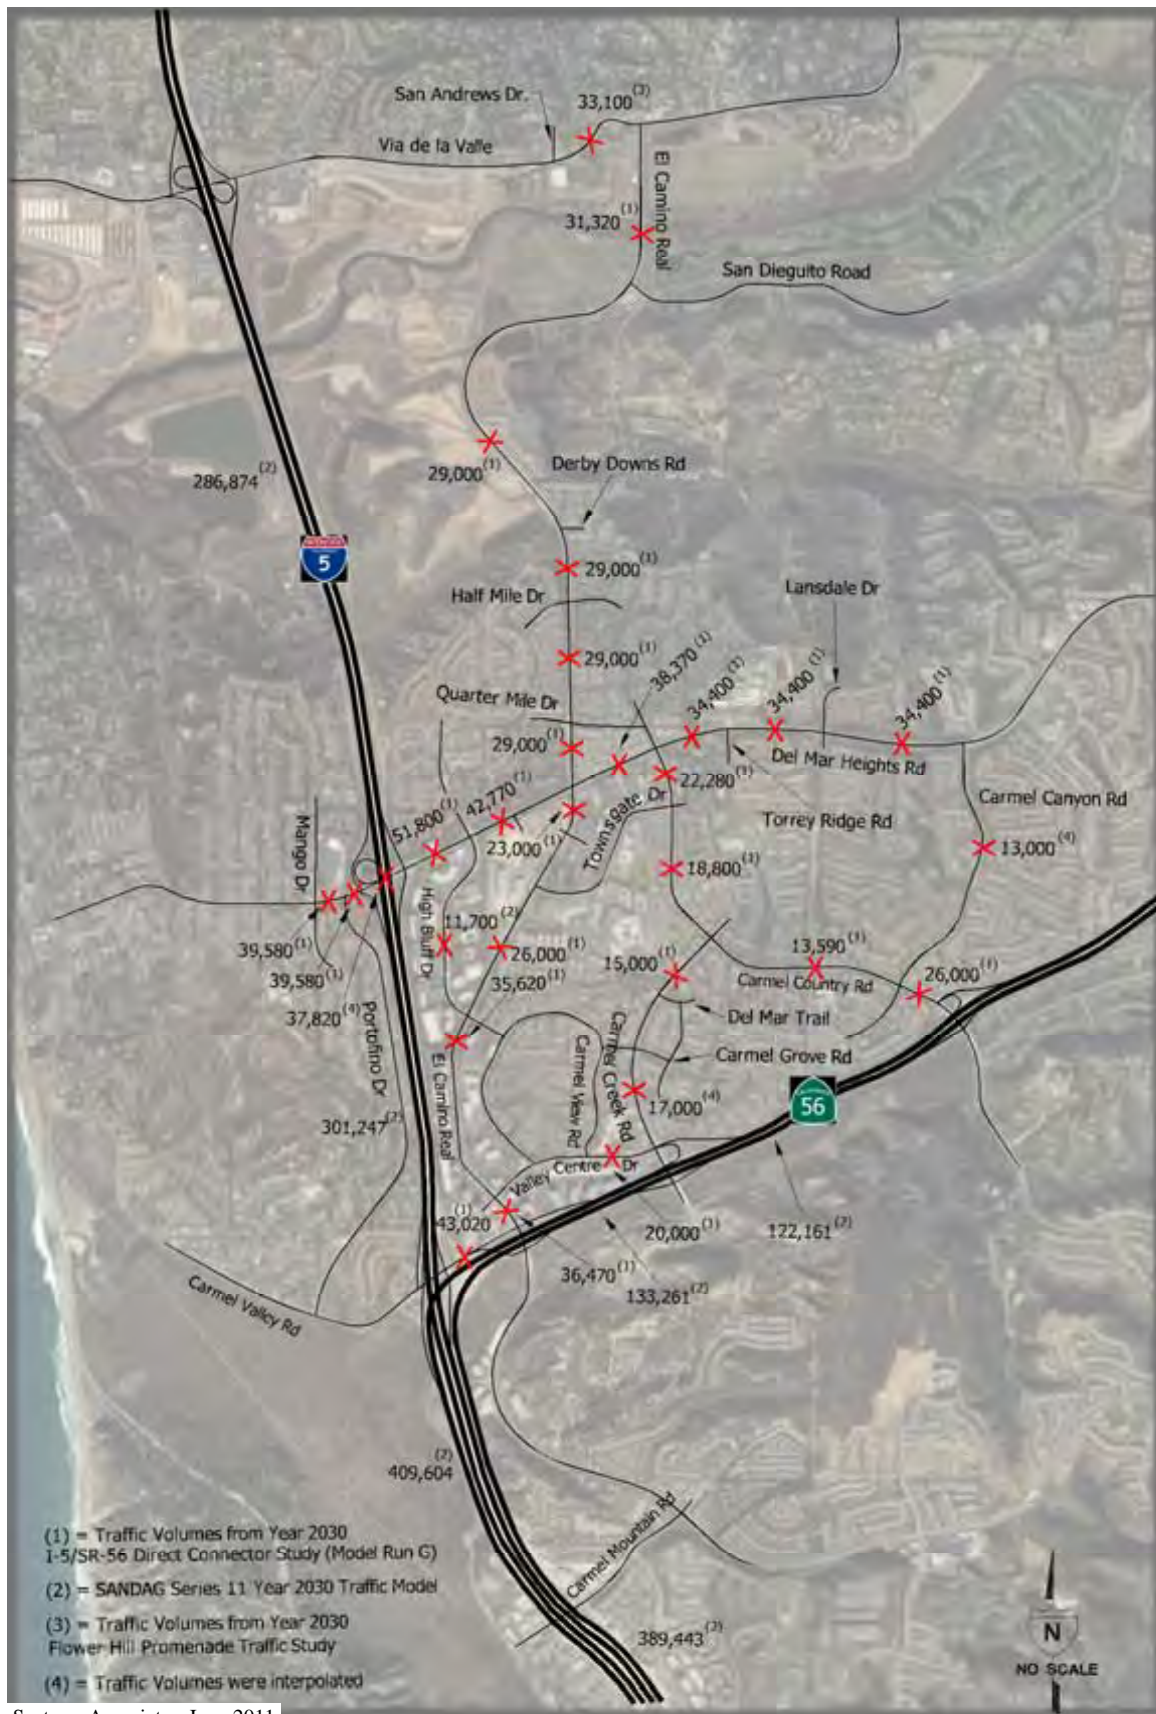 San Andrews Dr.
33,100 (3)
Via de la Valle
El Camino Real
31,320 (1)
San Dieguito Road
29,000 (1)
Derby Downs Rd
286,874 (2)
5
29,000 (1)
Half Mile Dr
Lansdale Dr
29,000 (1)
38,370 (1)
34,400 (1)
34,400 (1)
34,400 (1)
Quarter Mile Dr
29,000 (1)
Del Mar Heights Rd
22,280 (1)
Carmel Canyon Rd
42,770 (1)
51,800 (1)
Mango Dr
Townsgate Dr
Torrey Ridge Rd
23,000 (1)
13,000 (4)
18,800 (1)
High Bluff Dr
11,700 (2)
39,580 (1)
26,000 (1)
39,580 (1)
35,620 (1)
15,000 (1)
13,590 (1)
26,000 (1)
Carmel Country Rd
37,820 (4)
Portofino Dr
Del Mar Trail
Carmel Grove Rd
El Camino Real
Carmel View Rd
Carmel Creek Rd
17,000 (4)
56
301,247 (2)
Valley Centre Dr
43,020 (1)
20,000 (1)
122,161 (2)
36,470 (1)
133,261 (2)
Carmel Valley Rd
409,604 (2)
Carmel Mountain Rd
389,443 (2)
(1) = Traffic Volumes from Year 2030
I-5/SR-56 Direct Connector Study (Model Run G)
(2) = SANDAG Series 11 Year 2030 Traffic Model
(3) = Traffic Volumes from Year 2030
Flower Hill Promenade Traffic Study
(4) = Traffic Volumes were interpolated
N
NO SCALE